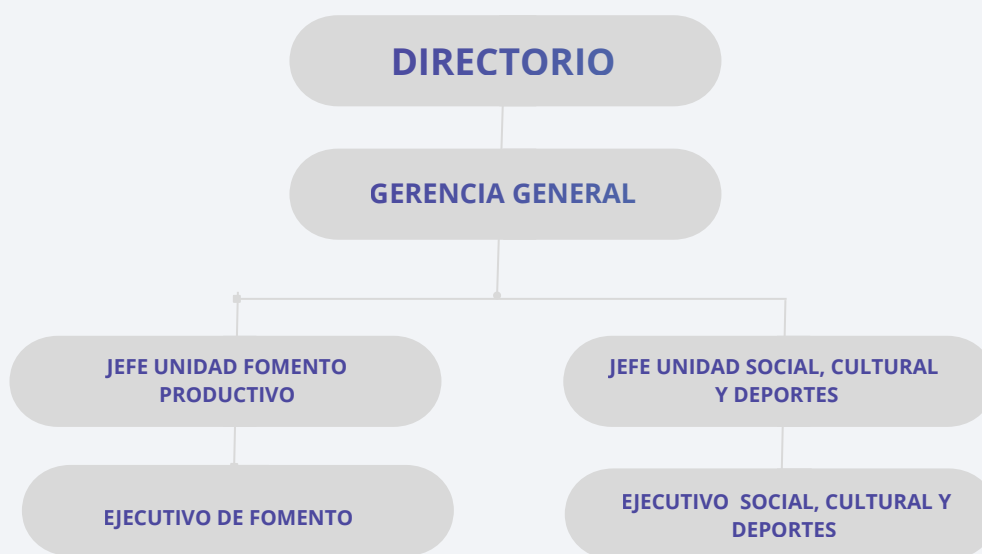 DIRECTORIO
GERENCIA GENERAL
JEFE UNIDAD FOMENTO
PRODUCTIVO
JEFE UNIDAD SOCIAL, CULTURAL
Y DEPORTES
EJECUTIVO DE FOMENTO
EJECUTIVO  SOCIAL, CULTURAL Y
DEPORTES